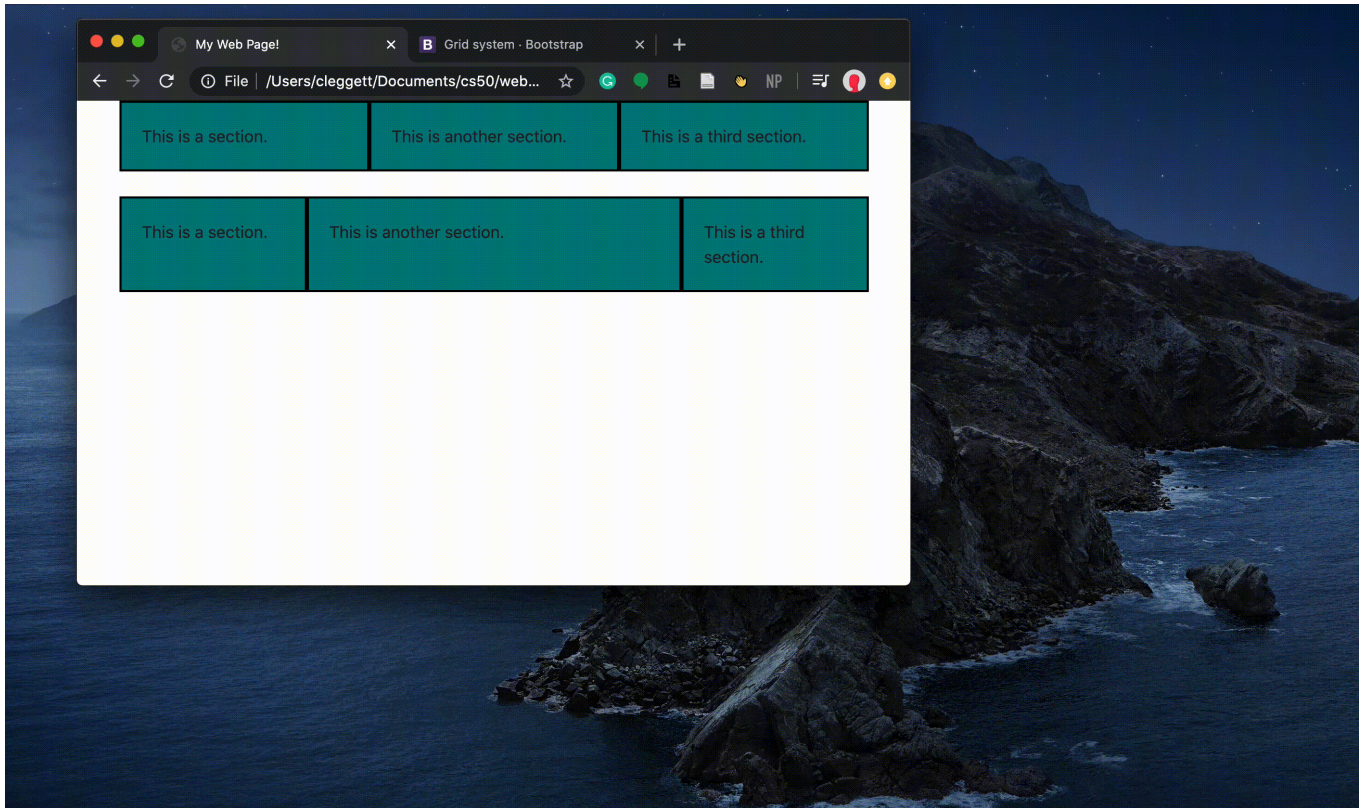 My Web Page!
B Grid system · Bootstrap
File /Users/cleggett/Documents/cs50/web...
G
NP
This is a section.
This is another section.
This is a third section.
This is a section.
This is another section.
This is a third
section.